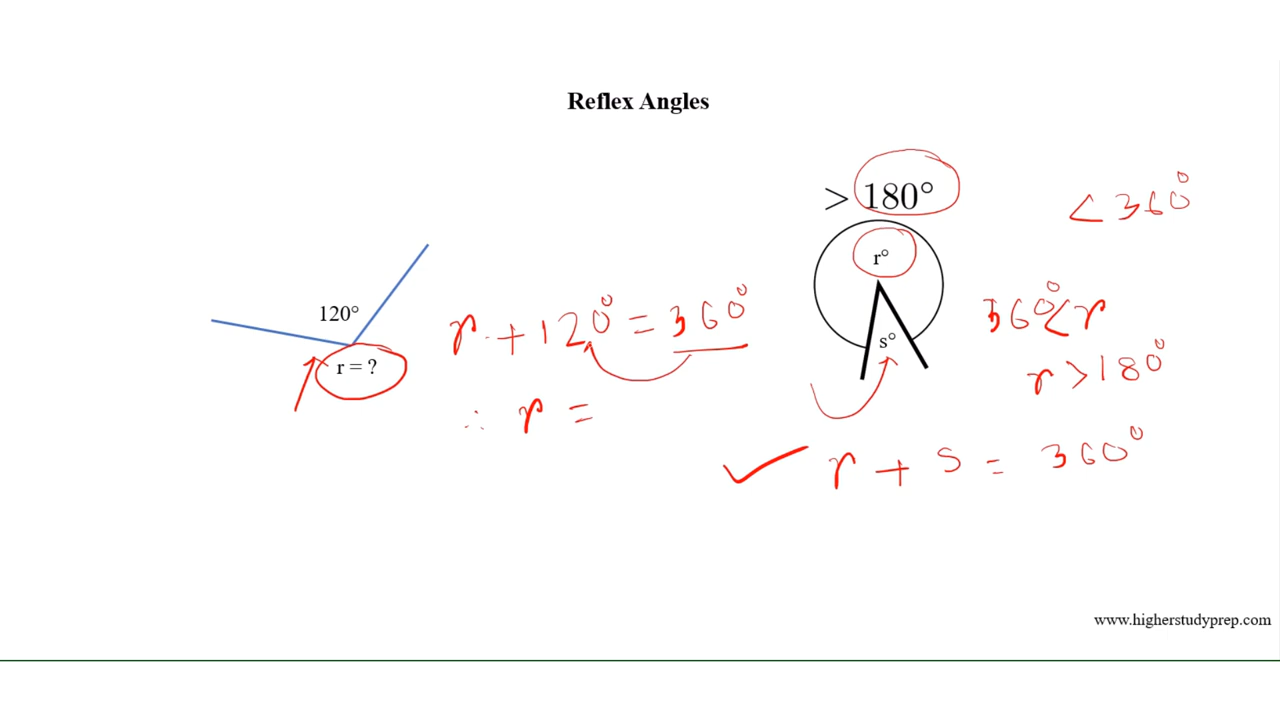 Reflex Angles
> 180°
< 360°
r°
120°
r + 120° = 360°
360° < r
s°
r = ?
r > 180°
∴ r =
r + s = 360°
www.higherstudyprep.com